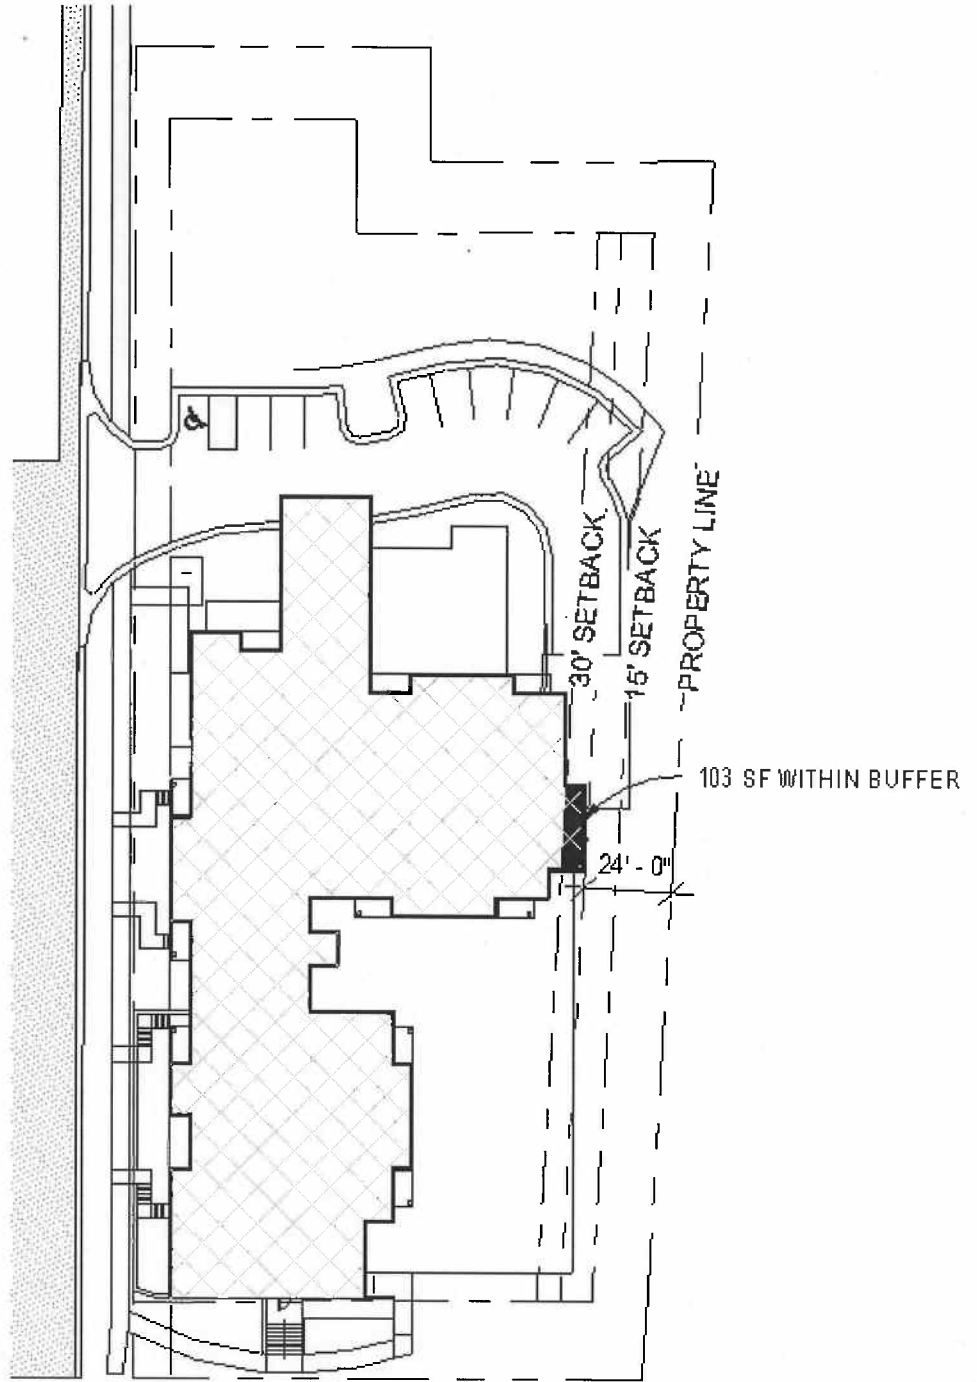 30' SETBACK
15' SETBACK
PROPERTY LINE
103 SF WITHIN BUFFER
24' - 0"